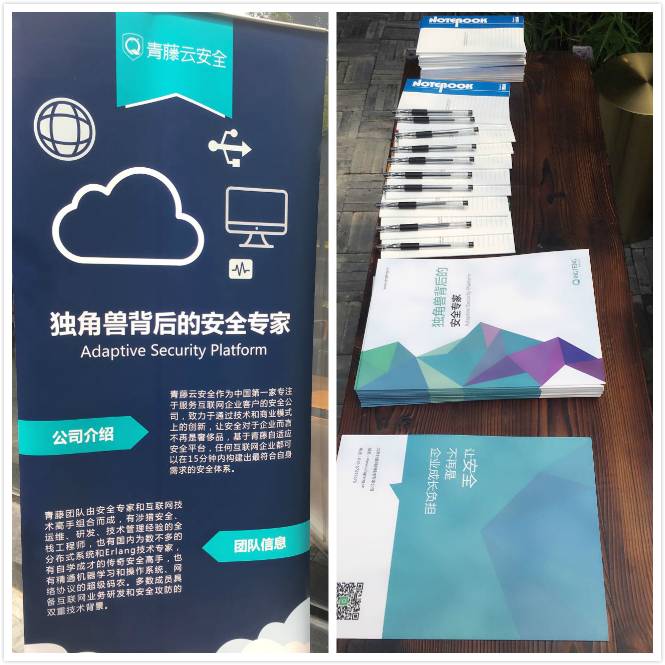 青藤云安全
独角兽背后的安全专家
Adaptive Security Platform
公司介绍
青藤云安全作为中国第一家专注
于服务互联网企业客户的安全公
司，致力于通过技术和商业模式
上的创新，让安全对于企业而言
不再是奢侈品，基于青藤自适应
安全平台，任何互联网企业都可
以在15分钟内构建出最符合自身
需求的安全体系。
青藤团队由安全专家和互联网技
术高手组合而成，有涉猎安全、
运维、研发、技术管理经验的全
栈工程师，也有国内为数不多的
分布式系统和Erlang技术专家，
有自学成才的传奇安全高手，也
有精通机器学习和操作系统、网
络协议的超级码农。多数成员具
备互联网业务研发和安全攻防的
双重技术背景。
团队信息
NOTEBOOK
NOTEBOOK
QINGTENG
独角兽背后的
安全专家
Adaptive Security Platform
让安全
不再是
企业成长负担